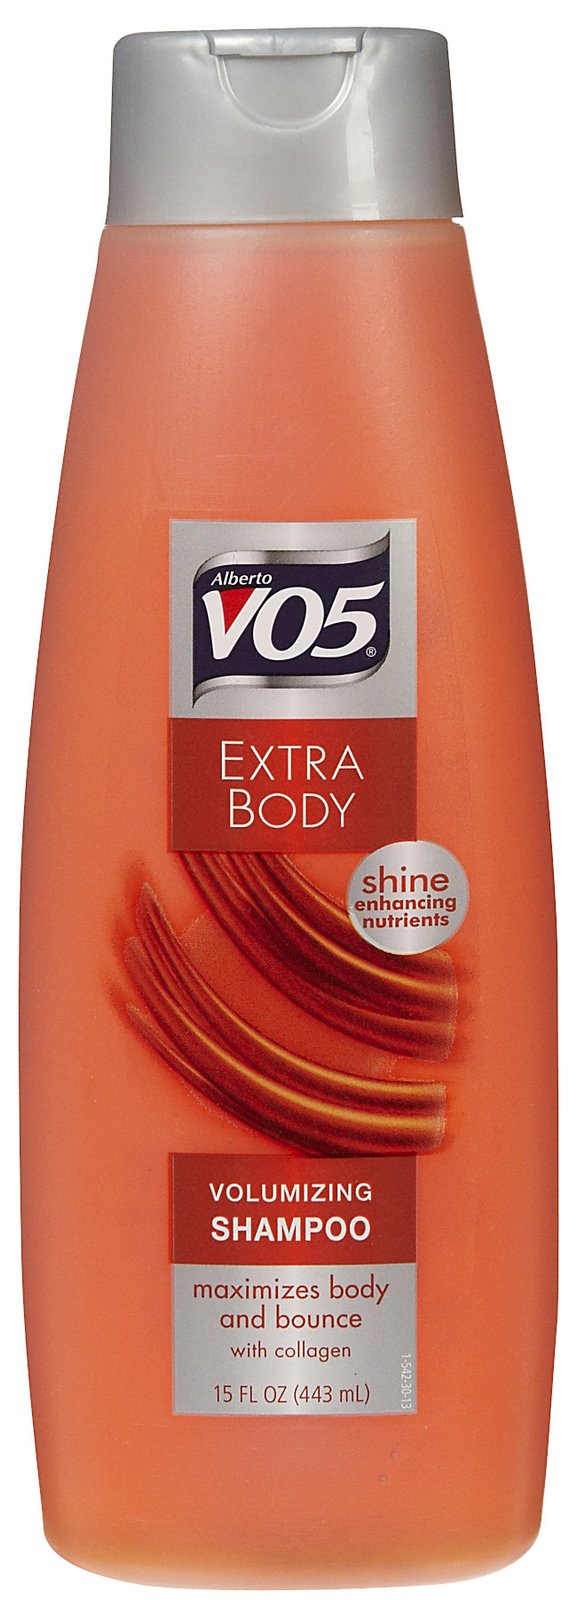 Alberto
VO5®
EXTRA
BODY
shine
enhancing
nutrients
VOLUMIZING
SHAMPOO
maximizes body
and bounce
with collagen
15 FL OZ (443 mL)
1-542-30-13